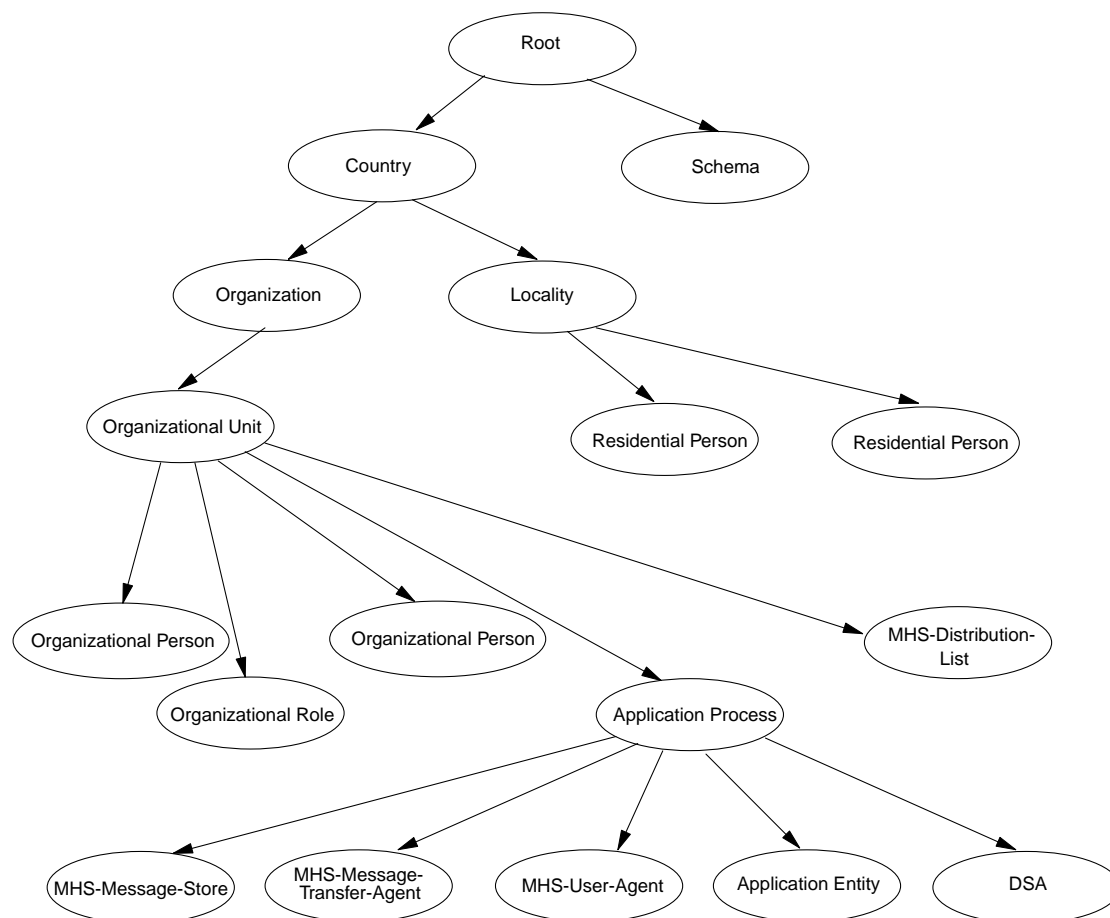 Root
Country
Schema
Organization
Locality
Organizational Unit
Residential Person
Residential Person
Organizational Person
Organizational Person
MHS-Distribution-
List
Organizational Role
Application Process
MHS-Message-Store
MHS-Message-
Transfer-Agent
MHS-User-Agent
Application Entity
DSA